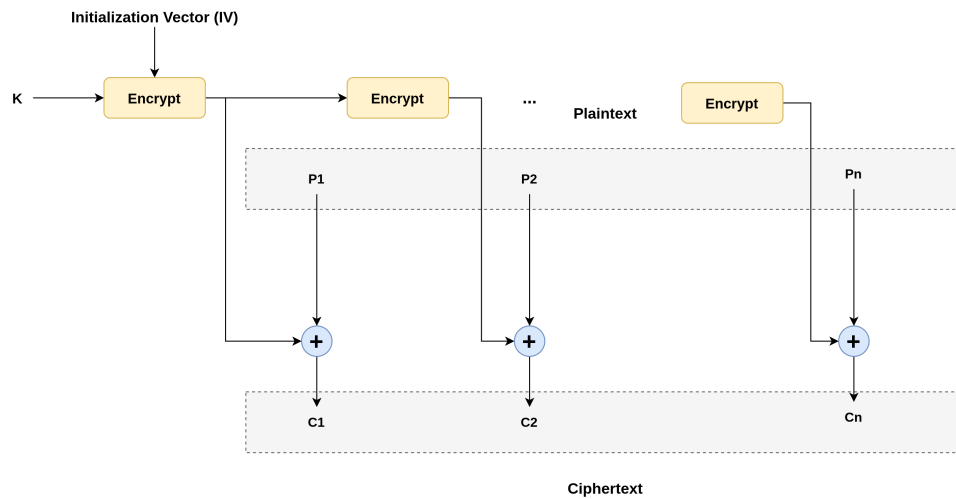 Initialization Vector (IV)
K
Encrypt
Encrypt
...
Plaintext
Encrypt
P1
P2
Pn
+
+
+
C1
C2
Cn
Ciphertext